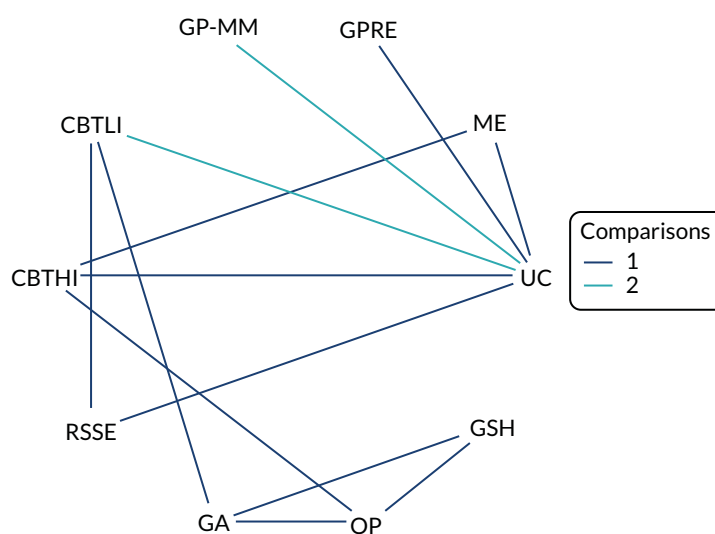 GP-MM
GPRE
CBTLI
ME
Comparisons
1
2
CBTHI
UC
RSSE
GSH
GA
OP